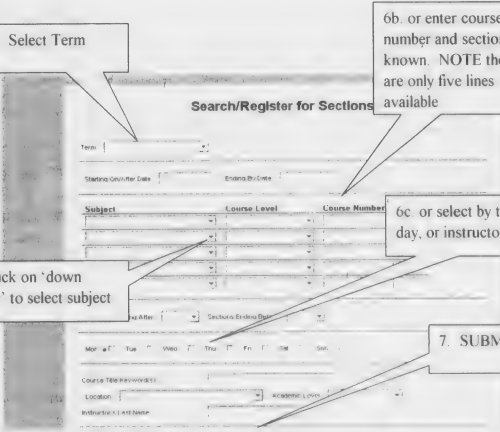 Select Term
6b. or enter course
number and section
known. NOTE the
are only five lines
available
Search/Register for Sections
Term
Starting On/After Date Ending By Date
Subject Course Level Course Number
6c. or select by t
day, or instructo
ick on 'down
' to select subject
After Sections Ending
Mon Tue Wed Thu Fri Sat Sun
7. SUBM
Course Title Keyword(s)
Location Academic Level
Instructor's Last Name